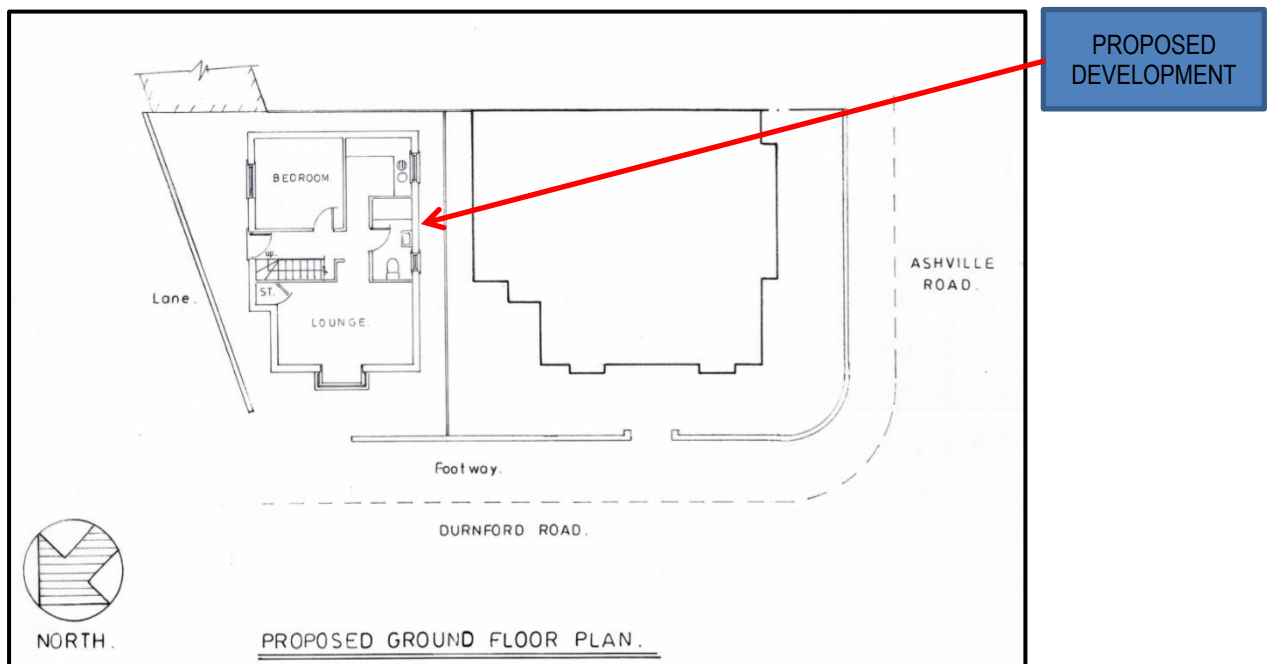 PROPOSED
DEVELOPMENT
BEDROOM.
up.
ST.
LOUNGE.
Lane.
ASHVILLE
ROAD.
Footway.
DURNFORD ROAD.
NORTH.
PROPOSED GROUND FLOOR PLAN.